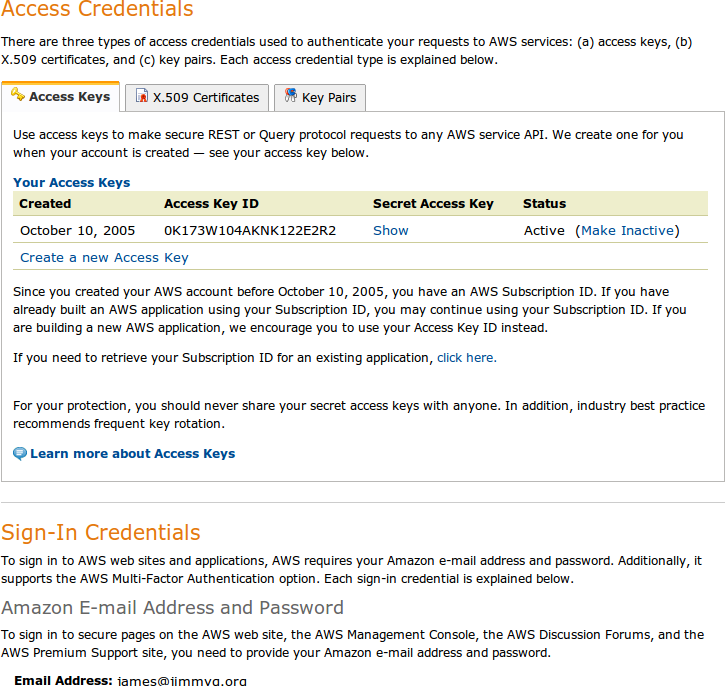 Access Credentials
There are three types of access credentials used to authenticate your requests to AWS services: (a) access keys, (b)
X.509 certificates, and (c) key pairs. Each access credential type is explained below.
Access Keys X.509 Certificates Key Pairs
Use access keys to make secure REST or Query protocol requests to any AWS service API. We create one for you
when your account is created — see your access key below.
Your Access Keys
Created Access Key ID Secret Access Key Status
October 10, 2005 0K173W104AKNK122E2R2 Show Active (Make Inactive)
Create a new Access Key
Since you created your AWS account before October 10, 2005, you have an AWS Subscription ID. If you have
already built an AWS application using your Subscription ID, you may continue using your Subscription ID. If you
are building a new AWS application, we encourage you to use your Access Key ID instead.
If you need to retrieve your Subscription ID for an existing application, click here.
For your protection, you should never share your secret access keys with anyone. In addition, industry best practice
recommends frequent key rotation.
Learn more about Access Keys
Sign-In Credentials
To sign in to AWS web sites and applications, AWS requires your Amazon e-mail address and password. Additionally, it
supports the AWS Multi-Factor Authentication option. Each sign-in credential is explained below.
Amazon E-mail Address and Password
To sign in to secure pages on the AWS web site, the AWS Management Console, the AWS Discussion Forums, and the
AWS Premium Support site, you need to provide your Amazon e-mail address and password.
Email Address: james@jimmyg.org